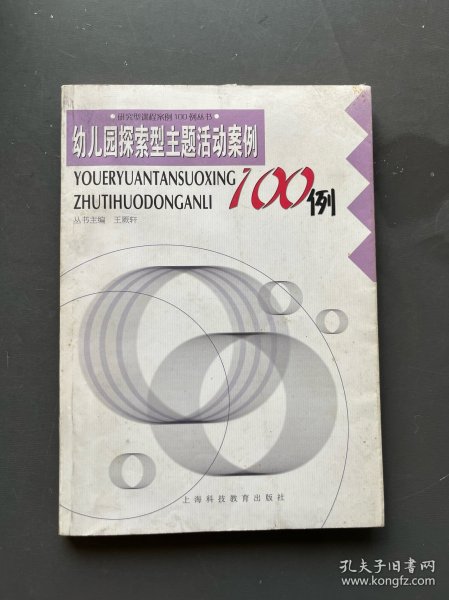 ·研究型课程案例100例丛书·
幼儿园探索型主题活动案例
YOUERYUANTANSUOXING
ZHUTIHUODONGANLI
100例
丛书主编 王厥轩
上海科技教育出版社
孔夫子旧书网
www.kongfz.com